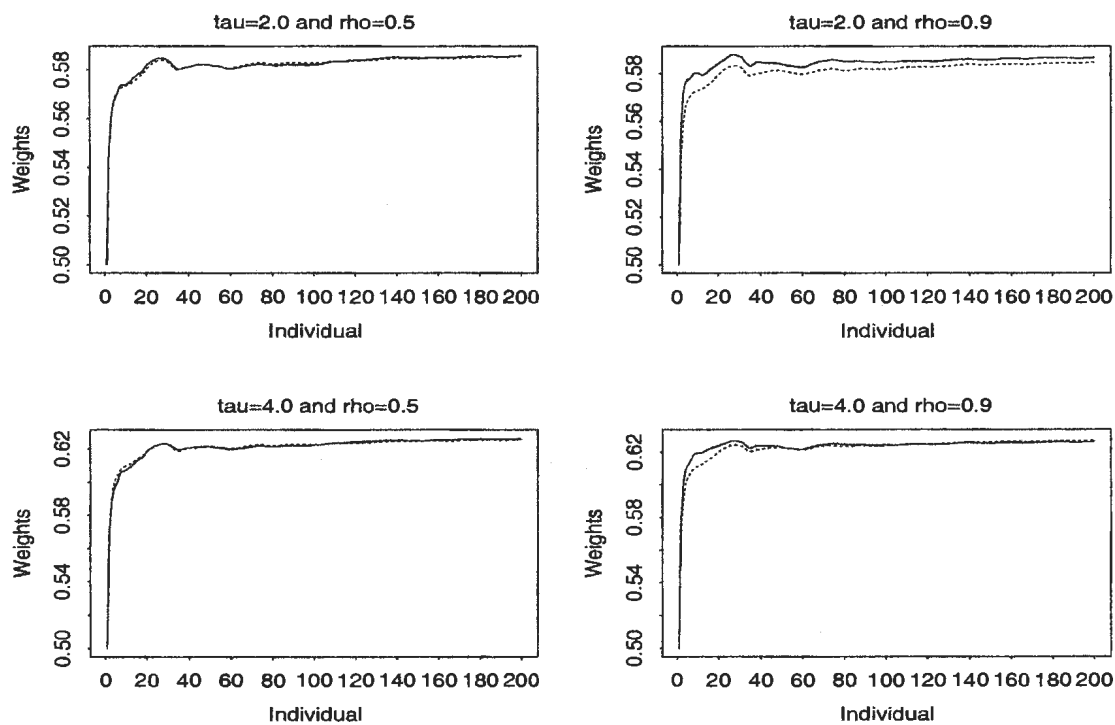 tau=2.0 and rho=0.5
Weights
0.50 0.52 0.54 0.56 0.58
0 20 40 60 80 100 120 140 160 180 200
Individual
tau=2.0 and rho=0.9
Weights
0.50 0.52 0.54 0.56 0.58
0 20 40 60 80 100 120 140 160 180 200
Individual
tau=4.0 and rho=0.5
Weights
0.50 0.54 0.58 0.62
0 20 40 60 80 100 120 140 160 180 200
Individual
tau=4.0 and rho=0.9
Weights
0.50 0.54 0.58 0.62
0 20 40 60 80 100 120 140 160 180 200
Individual